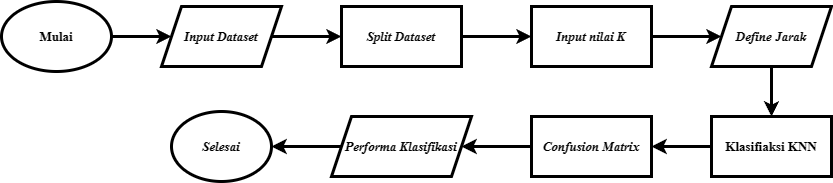 Mulai
Input Dataset
Split Dataset
Input nilai K
Define Jarak
Klasifiaksi KNN
Confusion Matrix
Performa Klasifikasi
Selesai